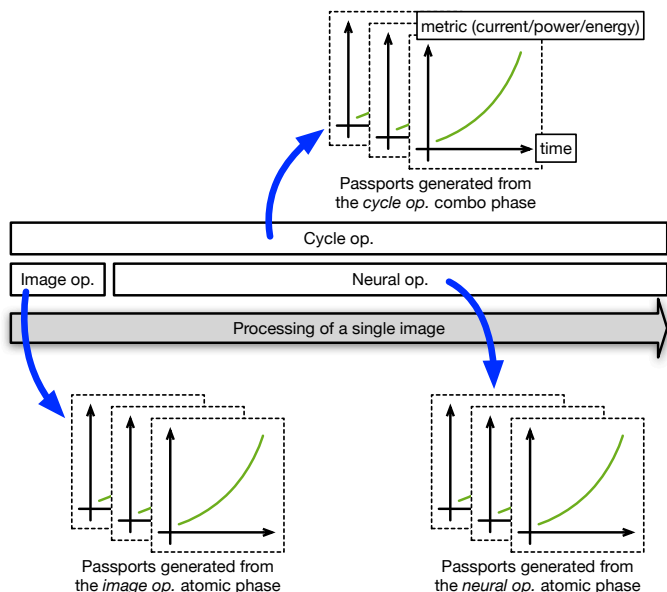 metric (current/power/energy)
time
Passports generated from
the cycle op. combo phase
Cycle op.
Image op.
Neural op.
Processing of a single image
Passports generated from
the image op. atomic phase
Passports generated from
the neural op. atomic phase